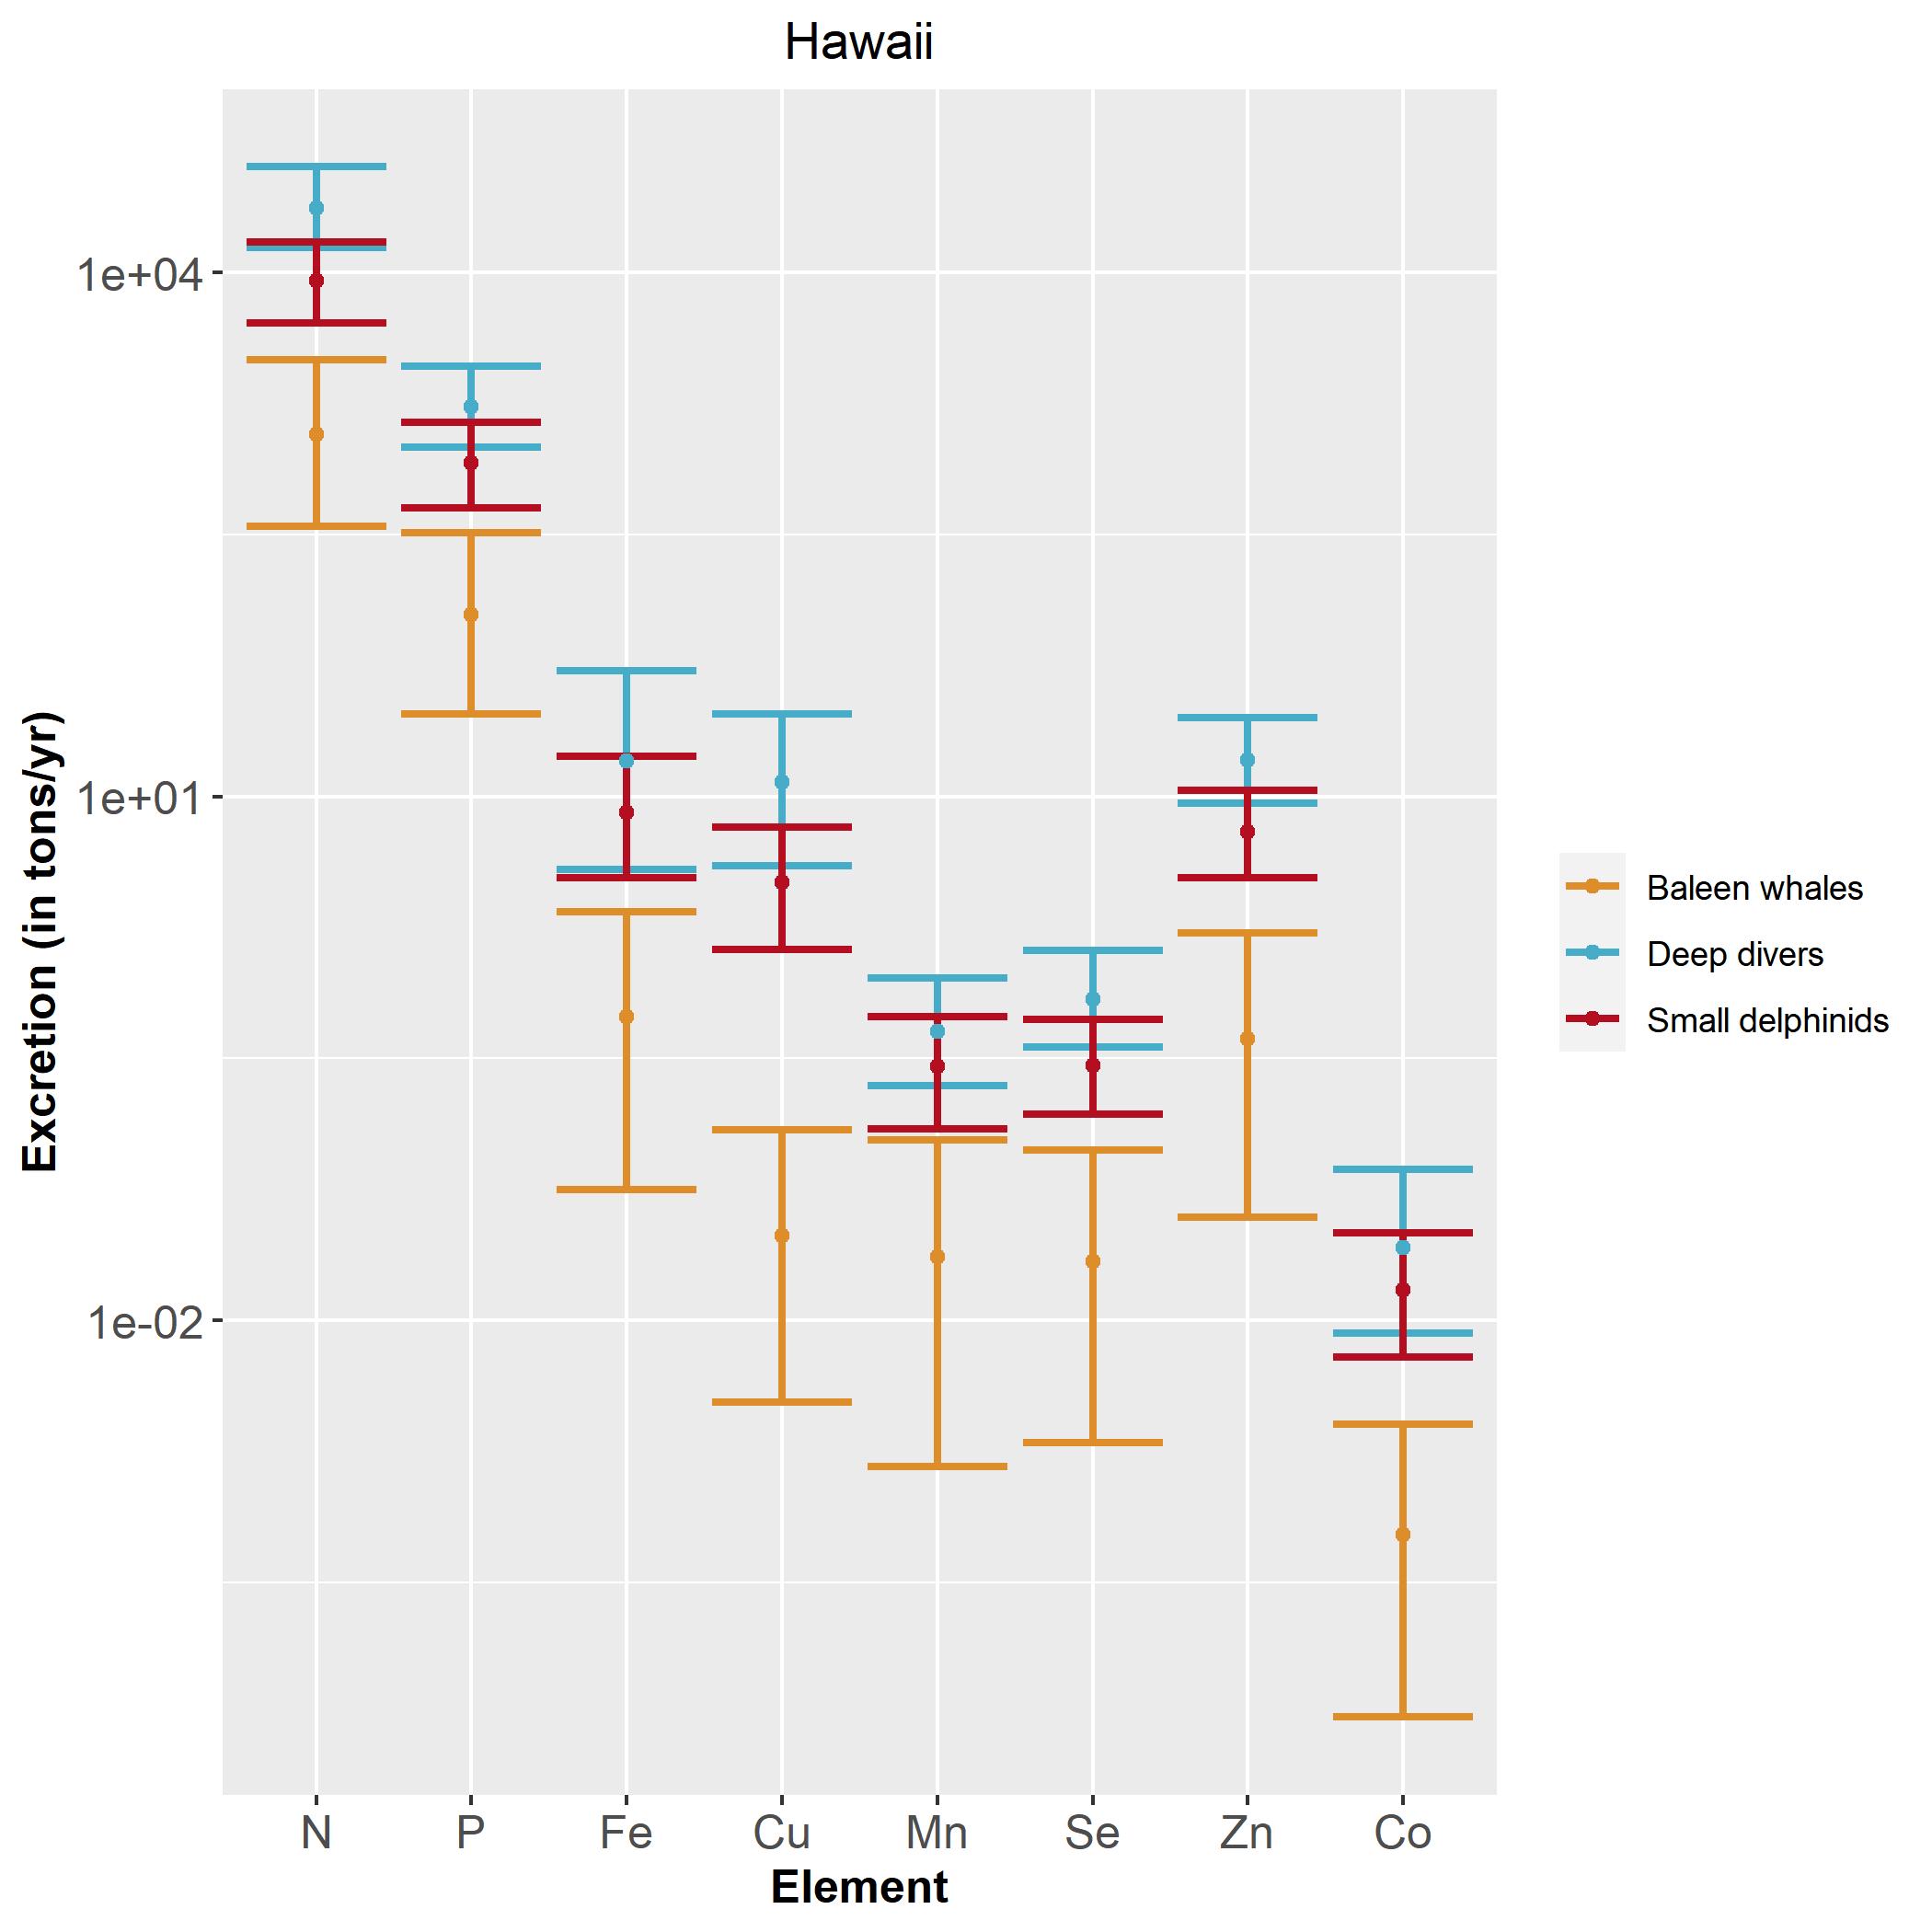 Hawaii
Excretion (in tons/yr)
1e+04
1e+01
1e-02
N P Fe Cu Mn Se Zn Co
Element
Baleen whales
Deep divers
Small delphinids